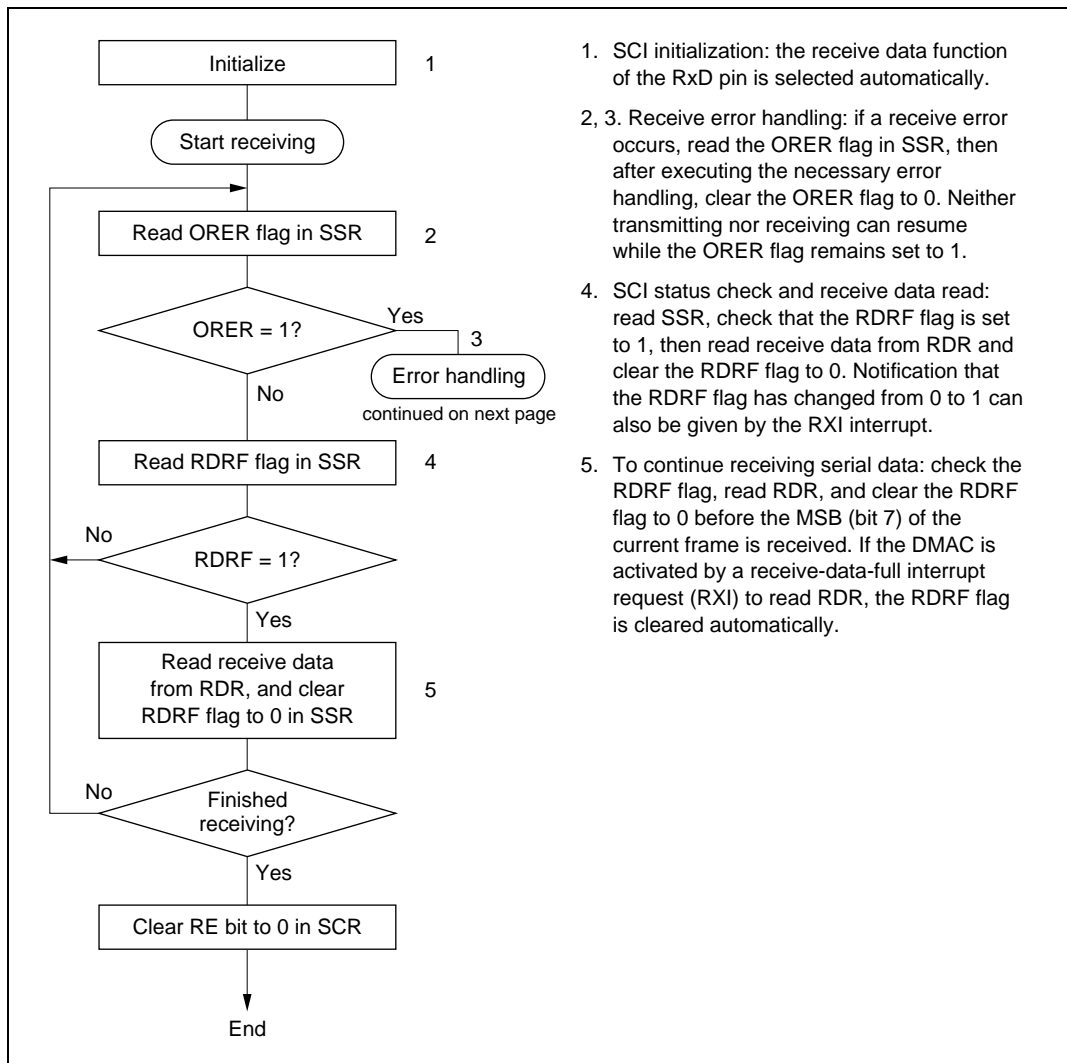 Initialize
1
Start receiving
Read ORER flag in SSR
2
ORER = 1?
Yes
3
Error handling
continued on next page
No
Read RDRF flag in SSR
4
No
RDRF = 1?
Yes
Read receive data
from RDR, and clear
RDRF flag to 0 in SSR
5
No
Finished
receiving?
Yes
Clear RE bit to 0 in SCR
End
1. SCI initialization: the receive data function
of the RxD pin is selected automatically.
2, 3. Receive error handling: if a receive error
occurs, read the ORER flag in SSR, then
after executing the necessary error
handling, clear the ORER flag to 0. Neither
transmitting nor receiving can resume
while the ORER flag remains set to 1.
4. SCI status check and receive data read:
read SSR, check that the RDRF flag is set
to 1, then read receive data from RDR and
clear the RDRF flag to 0. Notification that
the RDRF flag has changed from 0 to 1 can
also be given by the RXI interrupt.
5. To continue receiving serial data: check the
RDRF flag, read RDR, and clear the RDRF
flag to 0 before the MSB (bit 7) of the
current frame is received. If the DMAC is
activated by a receive-data-full interrupt
request (RXI) to read RDR, the RDRF flag
is cleared automatically.